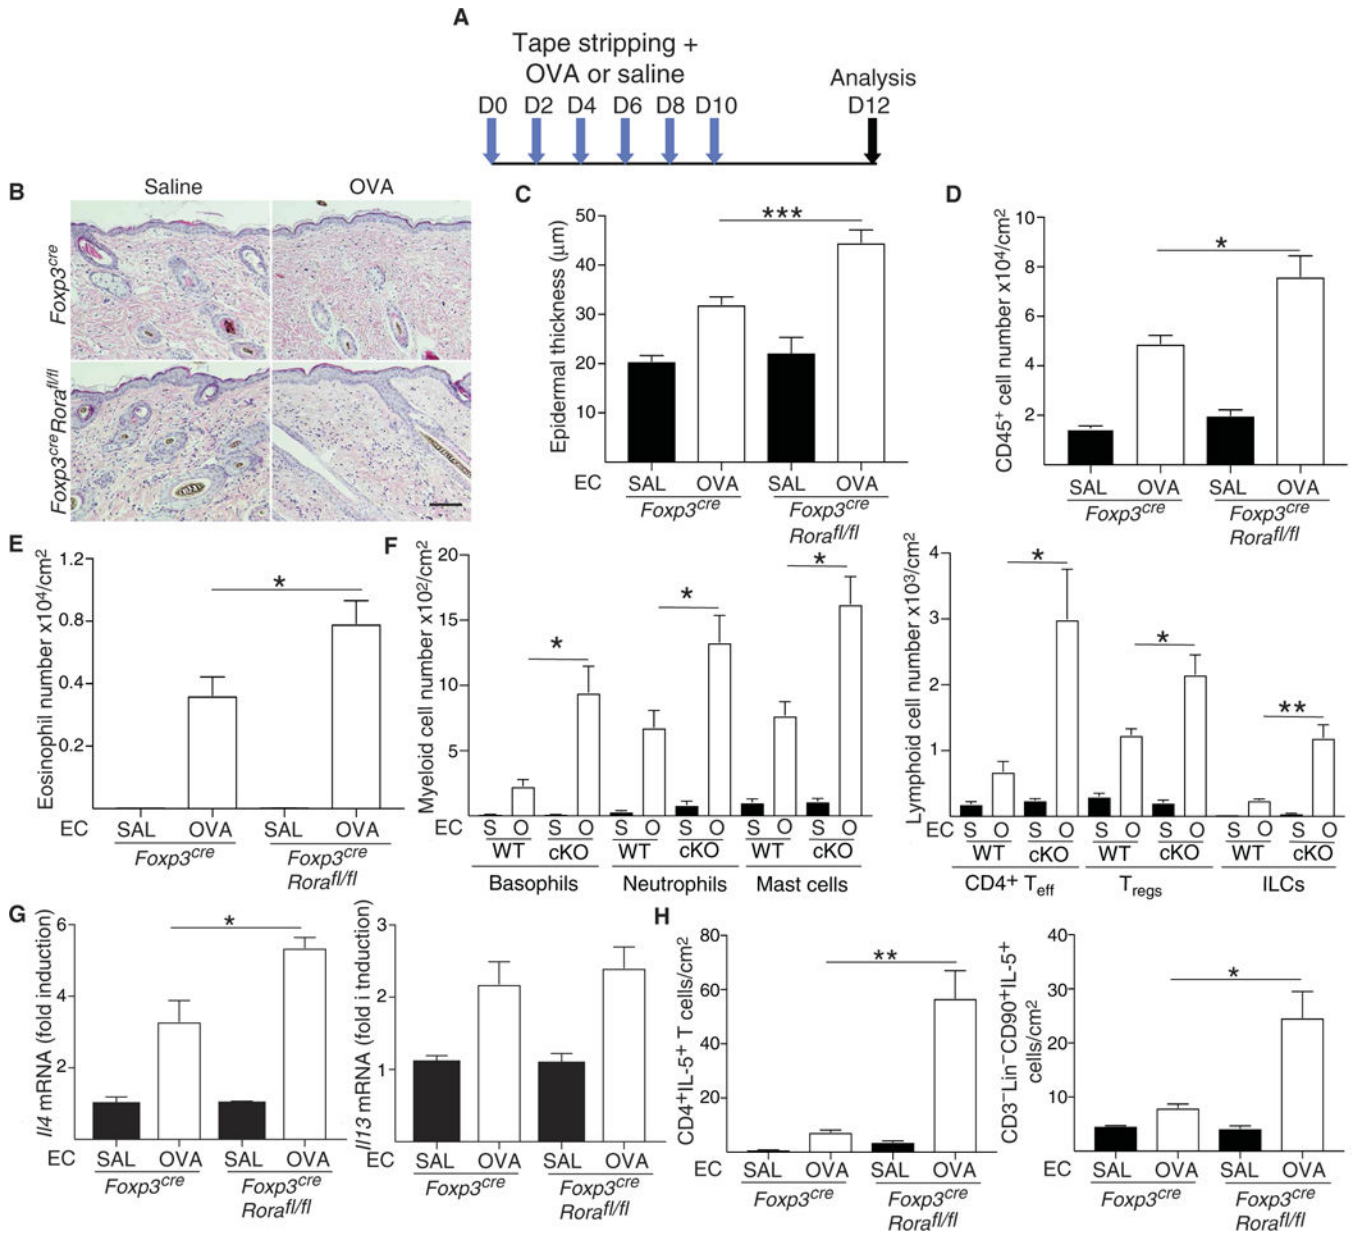 A
Tape stripping +
OVA or saline
Analysis
D0 D2 D4 D6 D8 D10 D12
B
Saline OVA
Foxp3cre
Foxp3creRorafl/fl
C
Epidermal thickness (µm)
50
40
30
20
10
***
EC SAL OVA SAL OVA
Foxp3cre Foxp3cre
Rorafl/fl
D
CD45+ cell number x104/cm2
10
8
6
4
2
*
SAL OVA SAL OVA
Foxp3cre Foxp3cre
Rorafl/fl
E
Eosinophil number x104/cm2
1.2
0.8
0.4
0.2
*
EC SAL OVA SAL OVA
Foxp3cre Foxp3cre
Rorafl/fl
F
Myeloid cell number x102/cm2
20
15
10
5
* * *
EC S O S O S O S O S O S O
WT cKO WT cKO WT cKO
Basophils Neutrophils Mast cells
Lymphoid cell number x103/cm2
4
3
2
1
* * **
EC S O S O S O S O S O S O
WT cKO WT cKO WT cKO
CD4+ Teff Tregs ILCs
G
Il4 mRNA (fold induction)
6
4
2
*
EC SAL OVA SAL OVA
Foxp3cre Foxp3cre
Rorafl/fl
Il13 mRNA (fold i tnduction)
3
2
1
EC SAL OVA SAL OVA
Foxp3cre Foxp3cre
Rorafl/fl
H
CD4+IL-5+ T cells/cm2
80
60
40
20
**
EC SAL OVA SAL OVA
Foxp3cre Foxp3cre
Rorafl/fl
CD3–Lin–CD90+IL-5+
cells/cm2
40
30
20
10
*
EC SAL OVA SAL OVA
Foxp3cre Foxp3cre
Rorafl/fl